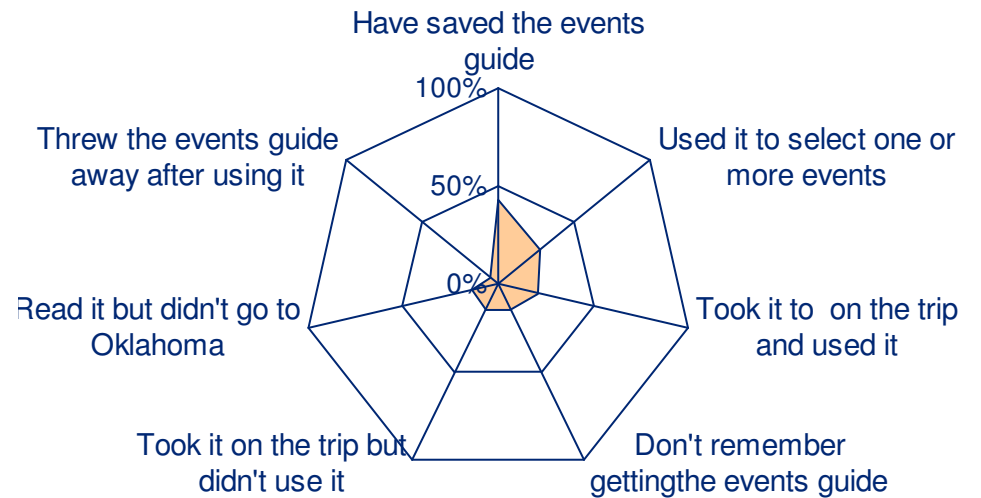 Have saved the events
guide
100%
Threw the events guide
away after using it
Used it to select one or
more events
50%
0%
Read it but didn't go to
Oklahoma
Took it to  on the trip
and used it
Took it on the trip but
didn't use it
Don't remember
gettingthe events guide